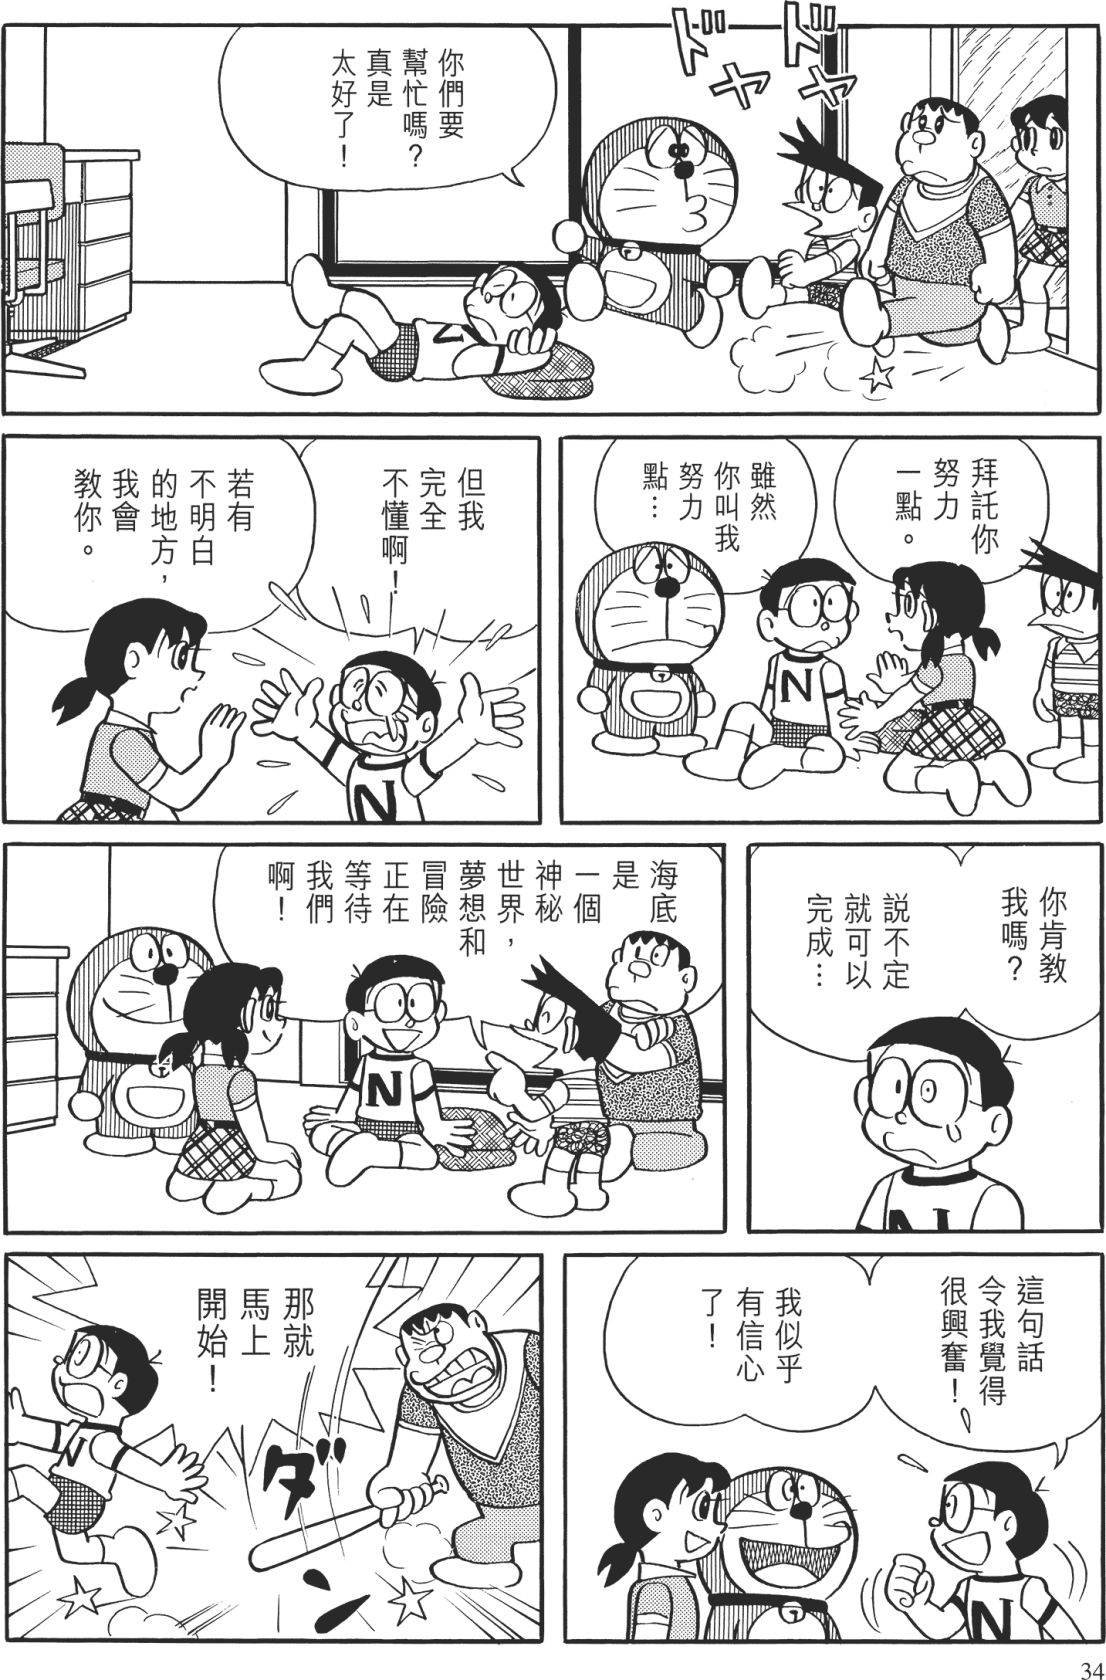 ドヤ
ドヤ
你們要
幫忙嗎？
真是
太好了！
拜託你
努力
一點。
雖然
你叫我
努力
點…
但我
完全
不懂啊！
若有
不明白
的地方，
我會
教你。
你肯教
我嗎？
說不定
就可以
完成…
海底
是一個
神秘
世界，
夢想和
冒險
正在
等待
我們
啊！
N
N
N
N
這句話
令我覺得
很興奮！
我似乎
有信心
了！
N
那就
馬上
開始！
ダ
N
N
34